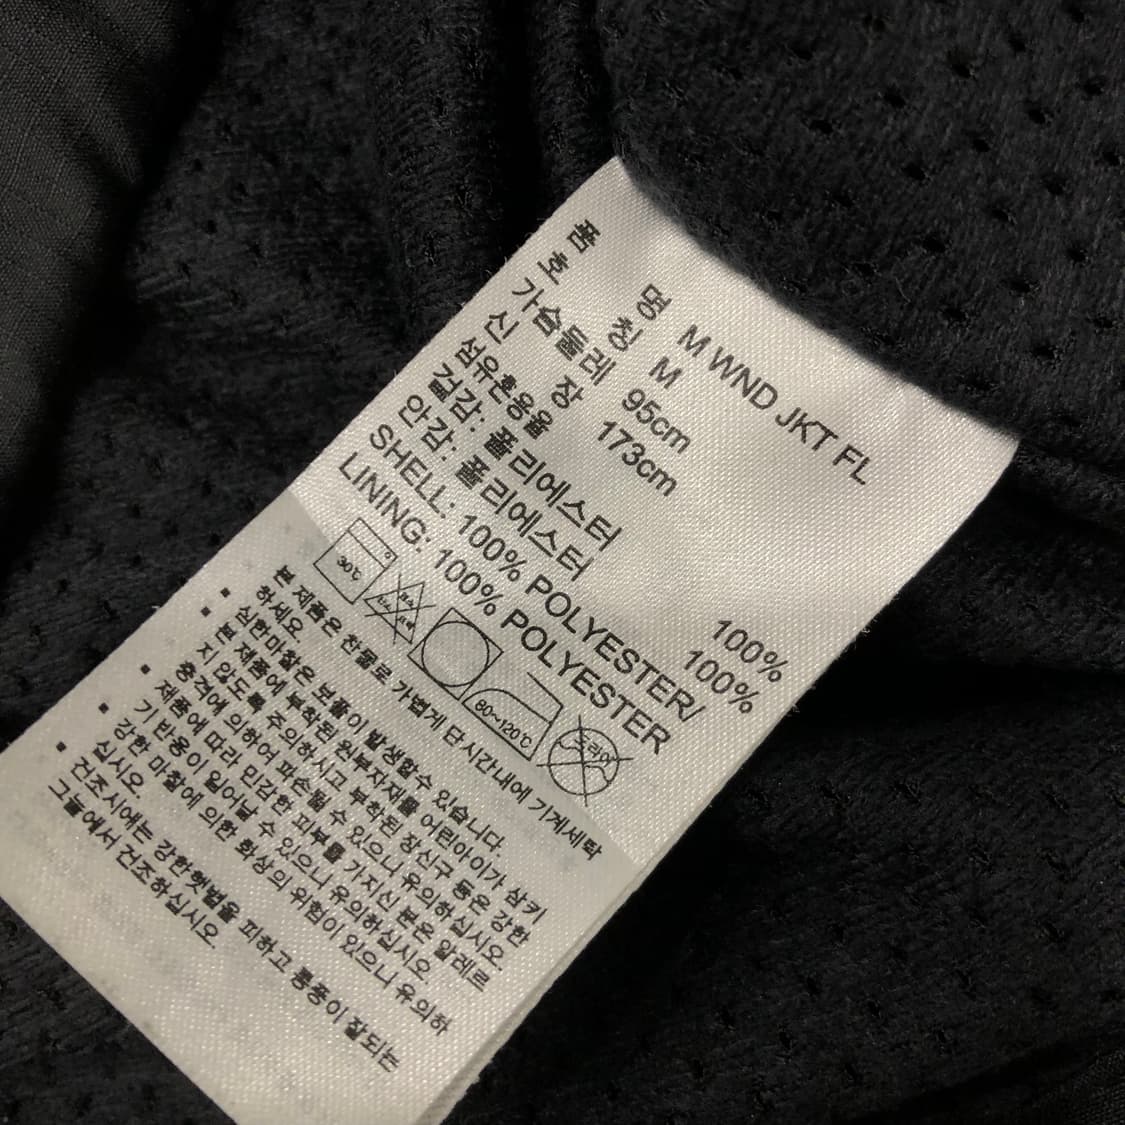 품 명 M WND JKT FL
호 칭 M
가슴둘레 95cm
신 장 173cm
섬유혼용율
겉감: 폴리에스터 100%
안감: 폴리에스터 100%
SHELL: 100% POLYESTER/
LINING: 100% POLYESTER
30℃ 80~120℃ 드라이
본 제품은 찬물로 가볍게 단시간내에 기계세탁
하세요
▪ 심한마찰은 보풀이 발생할수 있습니다.
▪ 본 제품에 부착된 원부자재를 어린아이가 삼키
지 않도록 주의하시고 부착된 장신구 등은 강한
충격에 의하여 파손될 수 있으니 유의하십시오.
▪ 제품에 따라 민감한 피부를 가지신 분은 알레르
기 반응이 일어날 수 있으니 유의하십시오.
▪ 강한 마찰에 의한 화상의 위험이 있으니 유의하
십시오.
▪ 건조시에는 강한햇볕을 피하고 통풍이 잘되는
그늘에서 건조하십시오.